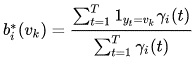 $b_i^*(v_k) = \frac{\sum_{t=1}^{T} 1_{y_t=v_k} \gamma_i(t)}{\sum_{t=1}^{T} \gamma_i(t)}$